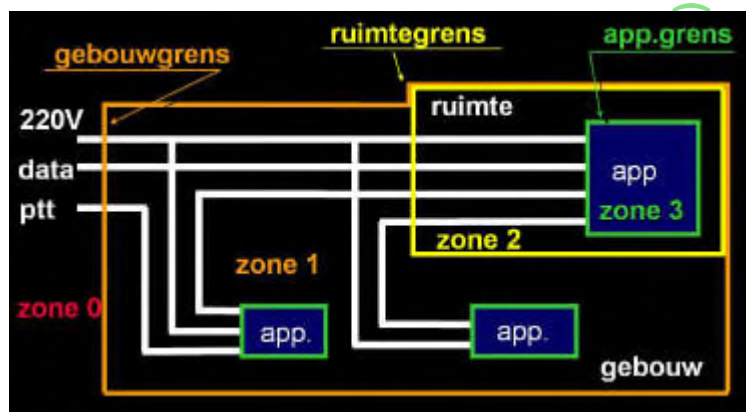 ruimtegrens
app.grens
gebouwgrens
ruimte
220V
data
app
ptt
zone 3
zone 2
zone 1
zone 0
app.
app.
gebouw